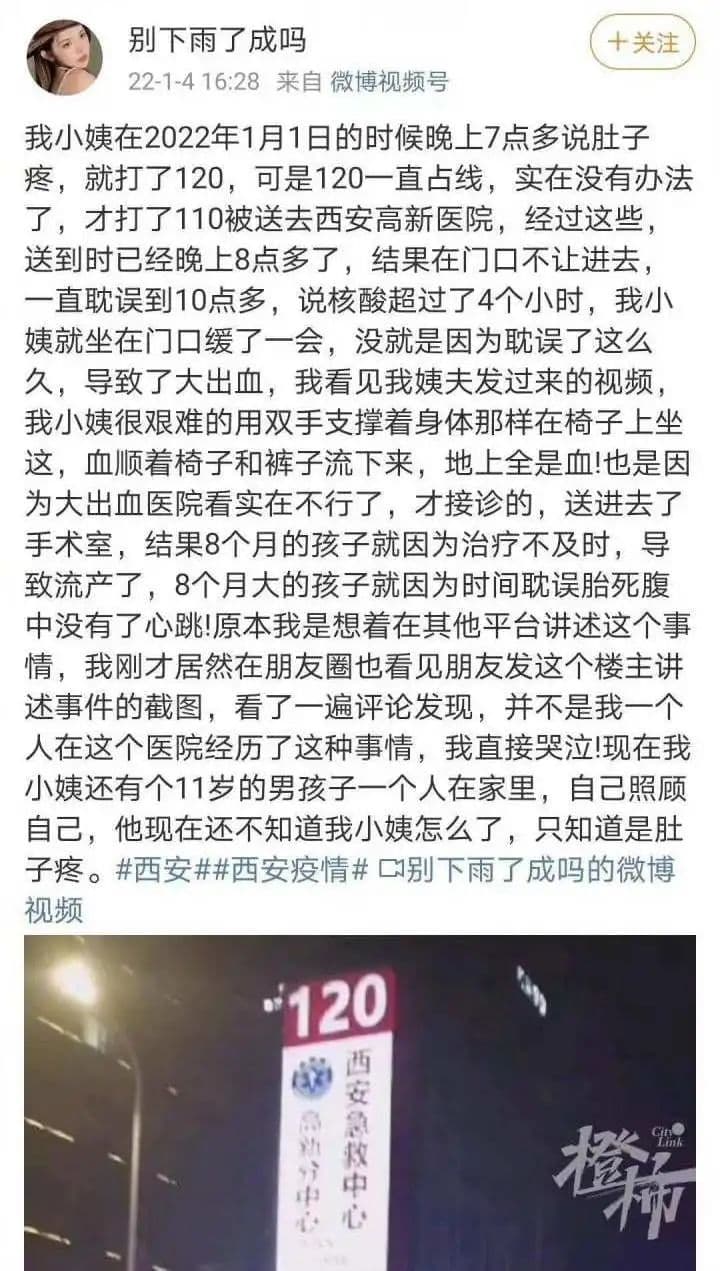 别下雨了成吗
+关注
22-1-4 16:28 来自 微博视频号
我小姨在2022年1月1日的时候晚上7点多说肚子
疼，就打了120，可是120一直占线，实在没有办法
了，才打了110被送去西安高新医院，经过这些，
送到时已经晚上8点多了，结果在门口不让进去，
一直耽误到10点多，说核酸超过了4个小时，我小
姨就坐在门口缓了一会，没就是因为耽误了这么
久，导致了大出血，我看见我姨夫发过来的视频，
我小姨很艰难的用双手支撑着身体那样在椅子上坐
这，血顺着椅子和裤子流下来，地上全是血!也是因
为大出血医院看实在不行了，才接诊的，送进去了
手术室，结果8个月的孩子就因为治疗不及时，导
致流产了，8个月大的孩子就因为时间耽误胎死腹
中没有了心跳!原本我是想着在其他平台讲述这个事
情，我刚才居然在朋友圈也看见朋友发这个楼主讲
述事件的截图，看了一遍评论发现，并不是我一个
人在这个医院经历了这种事情，我直接哭泣!现在我
小姨还有个11岁的男孩子一个人在家里，自己照顾
自己，他现在还不知道我小姨怎么了，只知道是肚
子疼。#西安##西安疫情# 别下雨了成吗的微博
视频
120
西安急救中心
高新分中心
City Link
橙柿